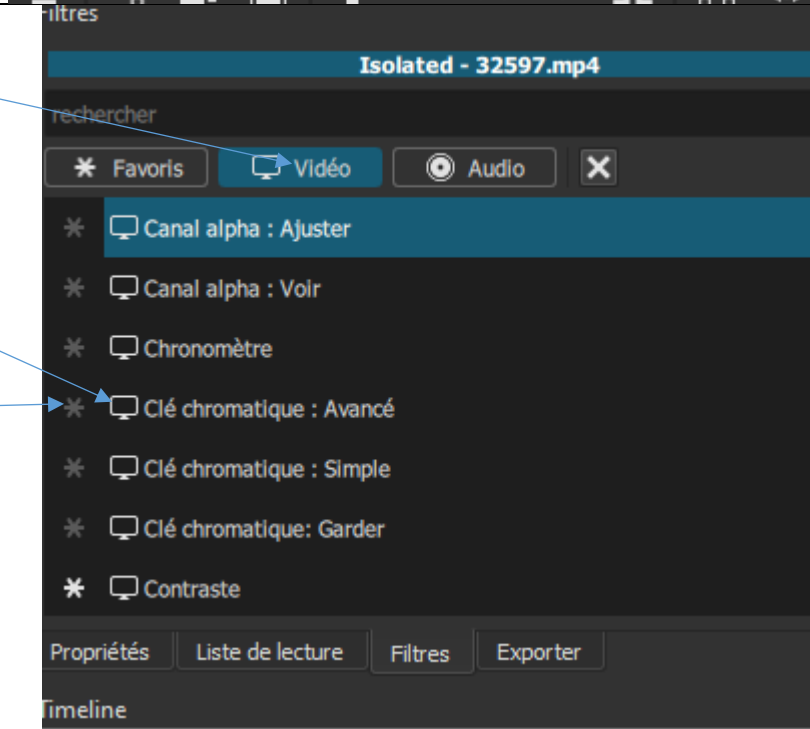 Filtres
Isolated - 32597.mp4
rechercher
Favoris Vidéo Audio
Canal alpha : Ajuster
Canal alpha : Voir
Chronomètre
Clé chromatique : Avancé
Clé chromatique : Simple
Clé chromatique: Garder
Contraste
Propriétés Liste de lecture Filtres Exporter
Timeline